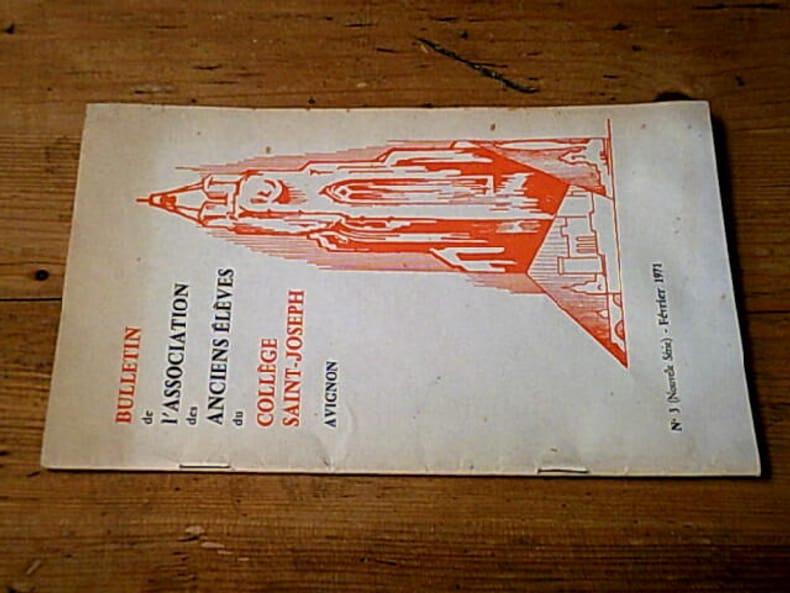 BULLETIN
de
l'ASSOCIATION
des
ANCIENS ÉLÈVES
du
COLLÈGE
SAINT-JOSEPH
AVIGNON
N° 3 (Nouvelle Série) - Février 1971